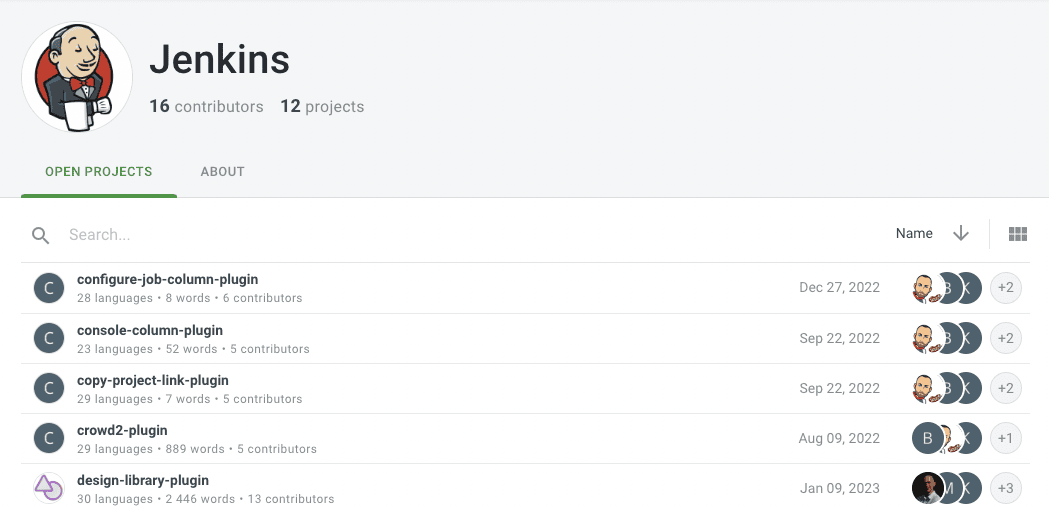 Jenkins
16 contributors 12 projects
OPEN PROJECTS ABOUT
Search... Name
C configure-job-column-plugin Dec 27, 2022 B K +2
28 languages • 8 words • 6 contributors
C console-column-plugin Sep 22, 2022 B K +2
23 languages • 52 words • 5 contributors
C copy-project-link-plugin Sep 22, 2022 B K +2
29 languages • 7 words • 5 contributors
C crowd2-plugin Aug 09, 2022 B K +1
29 languages • 889 words • 5 contributors
design-library-plugin Jan 09, 2023 M K +3
30 languages • 2 446 words • 13 contributors